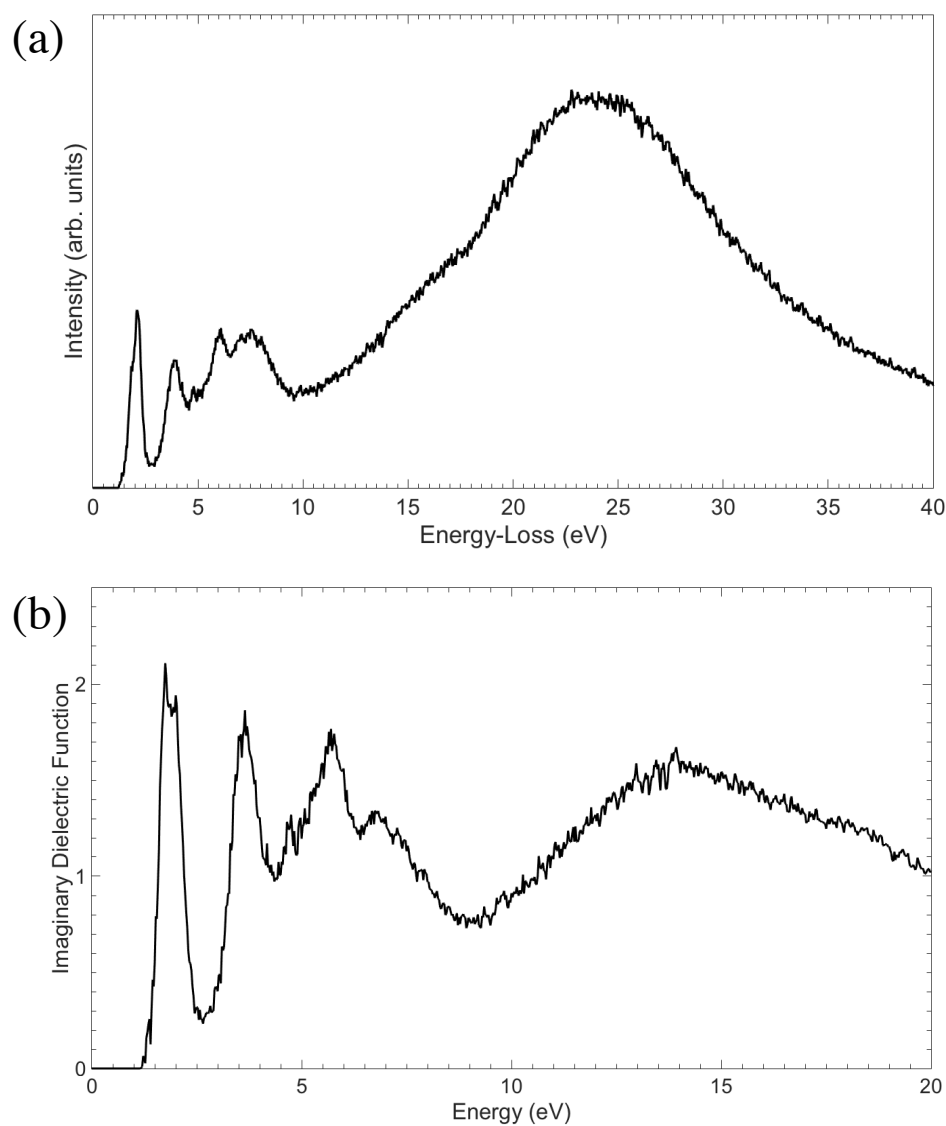 (a)
Intensity (arb. units)
0 5 10 15 20 25 30 35 40
Energy-Loss (eV)
(b)
Imaginary Dielectric Function
2
1
0
0 5 10 15 20
Energy (eV)